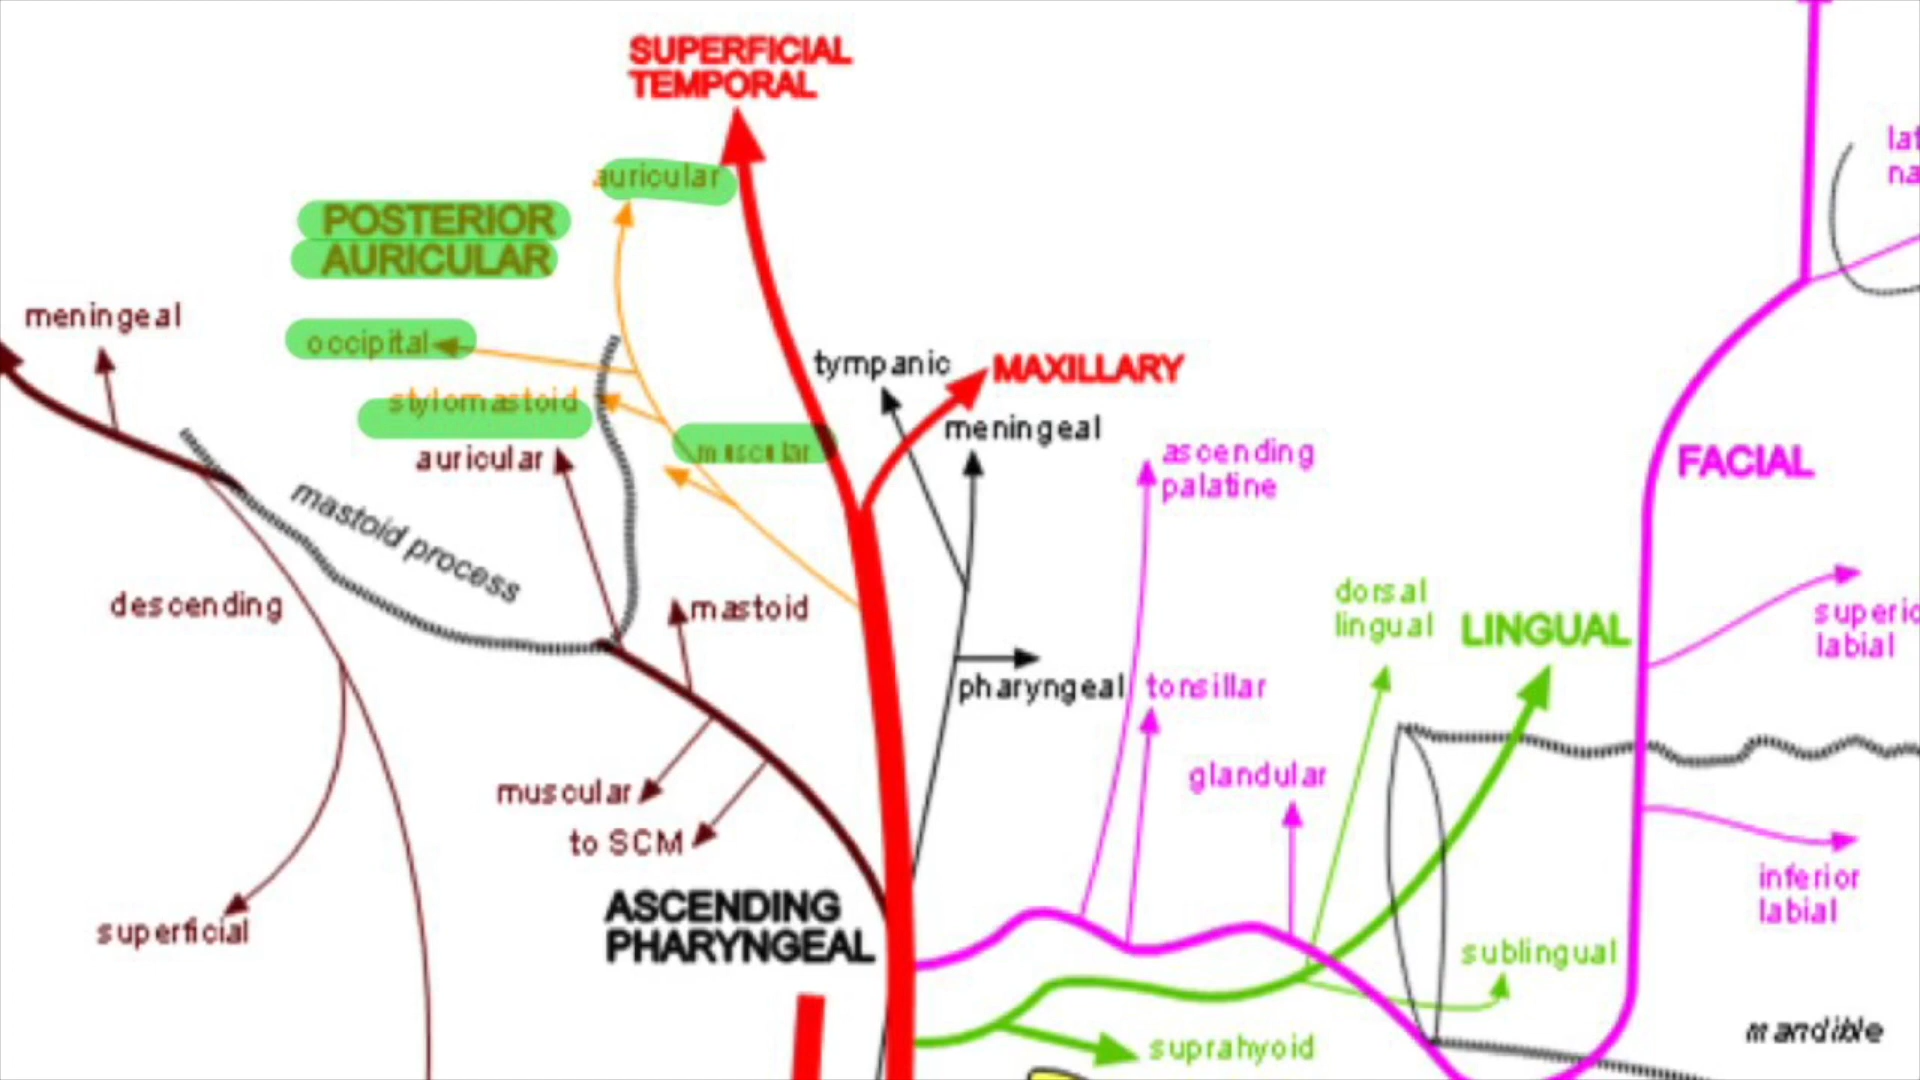 SUPERFICIAL
TEMPORAL
auricular
POSTERIOR
AURICULAR
meningeal
occipital
stylomastoid
auricular
muscular
tympanic
MAXILLARY
meningeal
ascending
palatine
FACIAL
mastoid process
descending
mastoid
dorsal
lingual
LINGUAL
labial
pharyngeal
tonsillar
glandular
muscular
to SCM
superficial
ASCENDING
PHARYNGEAL
inferior
labial
sublingual
suprahyoid
mandible